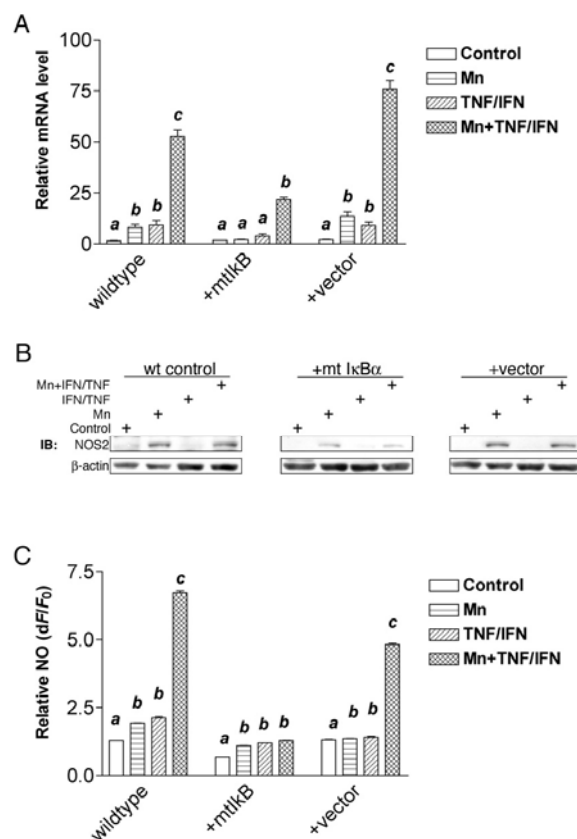 A
Relative mRNA level
100
75
50
25
0
a b b c
a a a b
a b b c
wildtype
+mtIkB
+vector
Control
Mn
TNF/IFN
Mn+TNF/IFN
B
wt control
+mt IκBα
+vector
Mn+IFN/TNF + + +
IFN/TNF + + +
Mn + + +
Control + + +
IB: NOS2
β-actin
C
Relative NO (dF/F0)
7.5
5.0
2.5
0.0
a b b c
a b b b
a b b c
wildtype
+mtIkB
+vector
Control
Mn
TNF/IFN
Mn+TNF/IFN